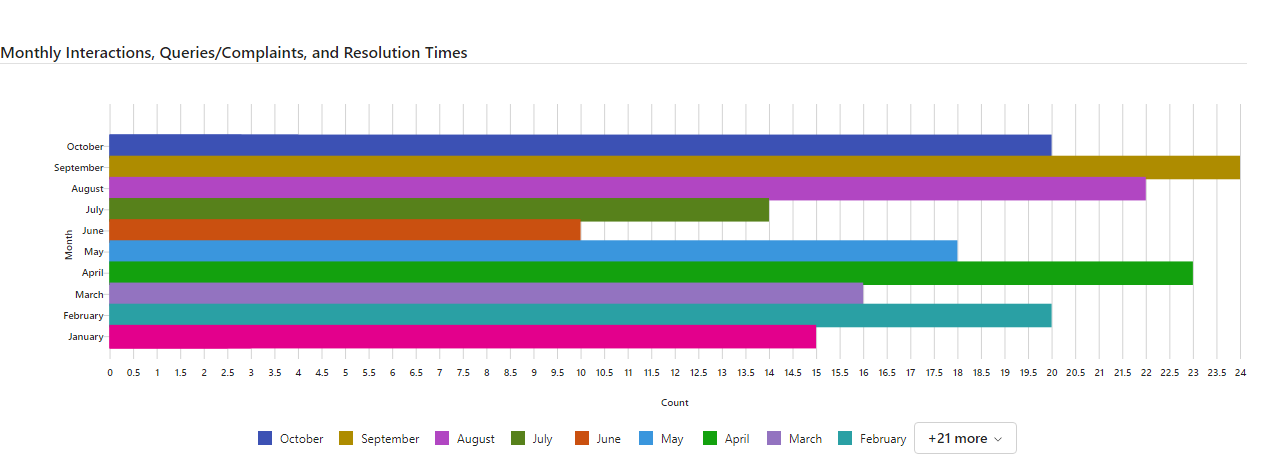 Monthly Interactions, Queries/Complaints, and Resolution Times
October
September
August
July
June
May
April
March
February
January
Month
0 0.5 1 1.5 2 2.5 3 3.5 4 4.5 5 5.5 6 6.5 7 7.5 8 8.5 9 9.5 10 10.5 11 11.5 12 12.5 13 13.5 14 14.5 15 15.5 16 16.5 17 17.5 18 18.5 19 19.5 20 20.5 21 21.5 22 22.5 23 23.5 24
Count
October September August July June May April March February +21 more